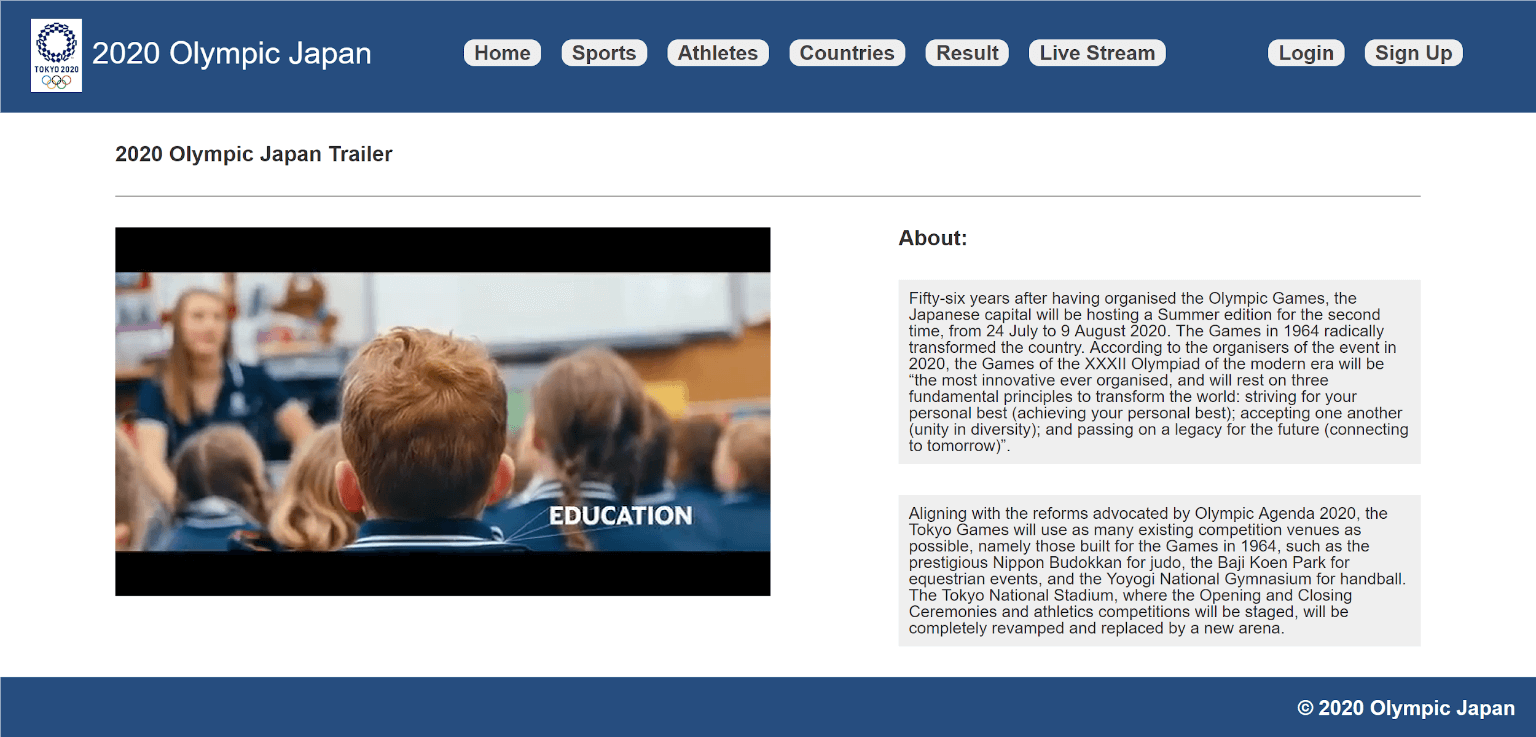 TOKYO 2020
2020 Olympic Japan
Home
Sports
Athletes
Countries
Result
Live Stream
Login
Sign Up
2020 Olympic Japan Trailer
EDUCATION
About:
Fifty-six years after having organised the Olympic Games, the
Japanese capital will be hosting a Summer edition for the second
time, from 24 July to 9 August 2020. The Games in 1964 radically
transformed the country. According to the organisers of the event in
2020, the Games of the XXXII Olympiad of the modern era will be
“the most innovative ever organised, and will rest on three
fundamental principles to transform the world: striving for your
personal best (achieving your personal best); accepting one another
(unity in diversity); and passing on a legacy for the future (connecting
to tomorrow)”.
Aligning with the reforms advocated by Olympic Agenda 2020, the
Tokyo Games will use as many existing competition venues as
possible, namely those built for the Games in 1964, such as the
prestigious Nippon Budokkan for judo, the Baji Koen Park for
equestrian events, and the Yoyogi National Gymnasium for handball.
The Tokyo National Stadium, where the Opening and Closing
Ceremonies and athletics competitions will be staged, will be
completely revamped and replaced by a new arena.
© 2020 Olympic Japan